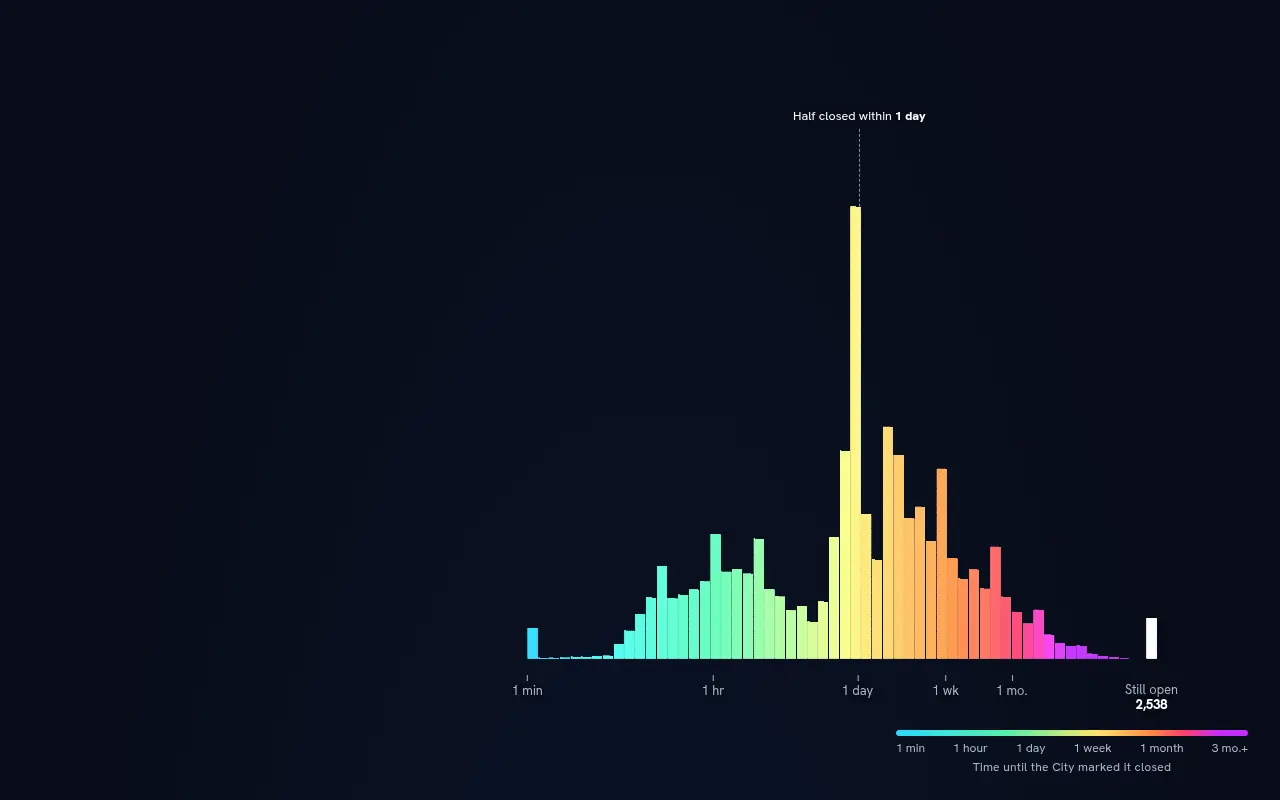 Half closed within 1 day
1 min
1 hr
1 day
1 wk
1 mo.
Still open
2,538
1 min
1 hour
1 day
1 week
1 month
3 mo.+
Time until the City marked it closed